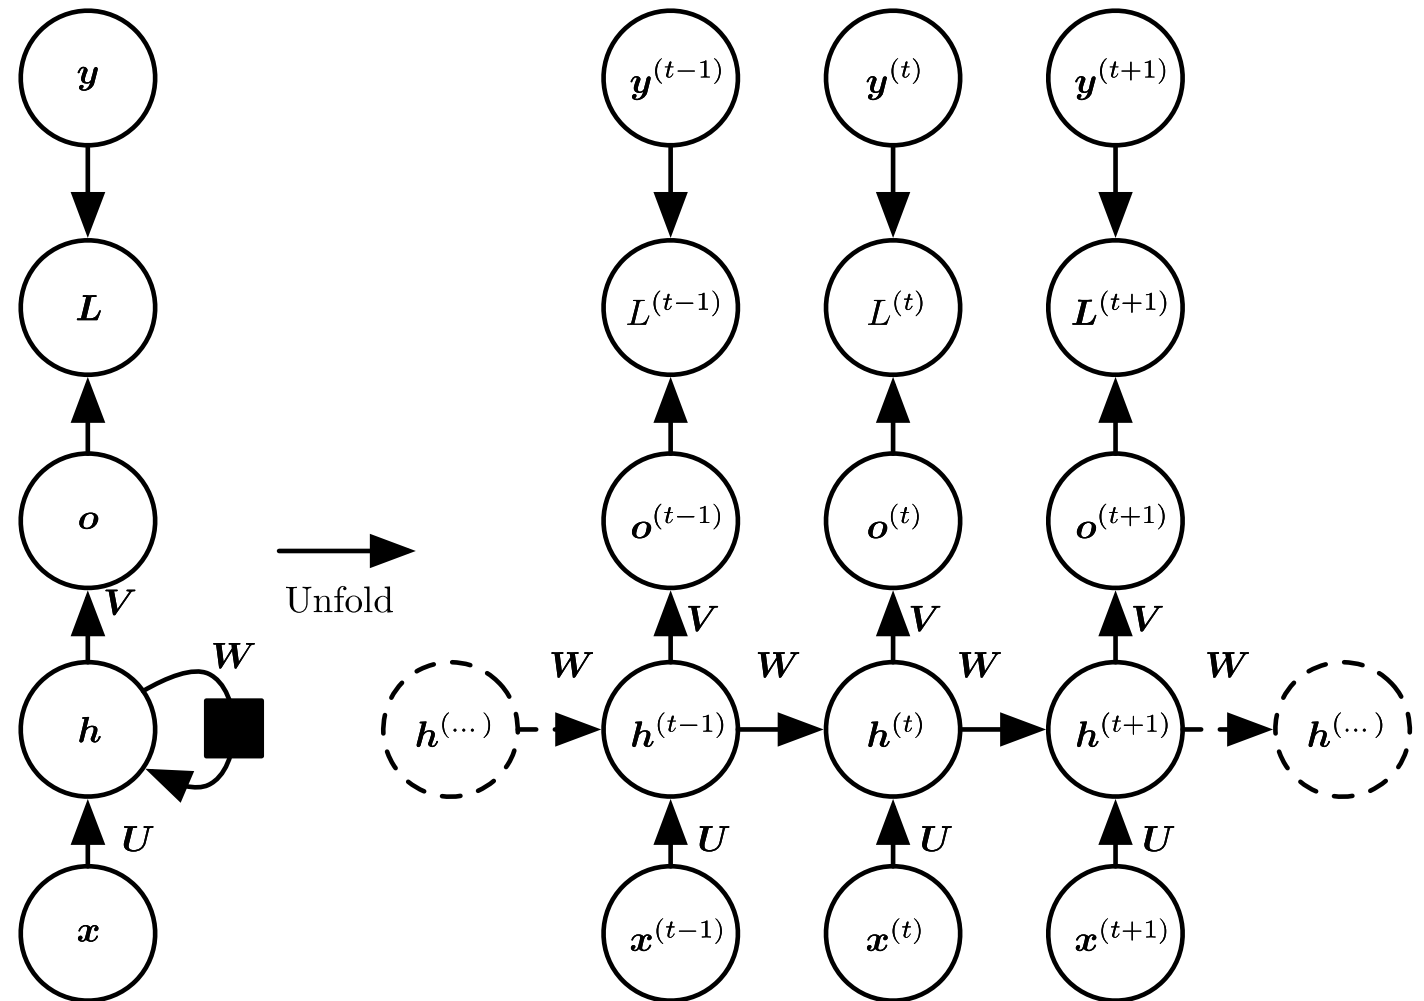 y y^(t−1) y^(t) y^(t+1)
L L^(t−1) L^(t) L^(t+1)
o o^(t−1) o^(t) o^(t+1)
Unfold
V V V V
W W W W W
h h^(...) h^(t−1) h^(t) h^(t+1) h^(...)
U U U U
x x^(t−1) x^(t) x^(t+1)